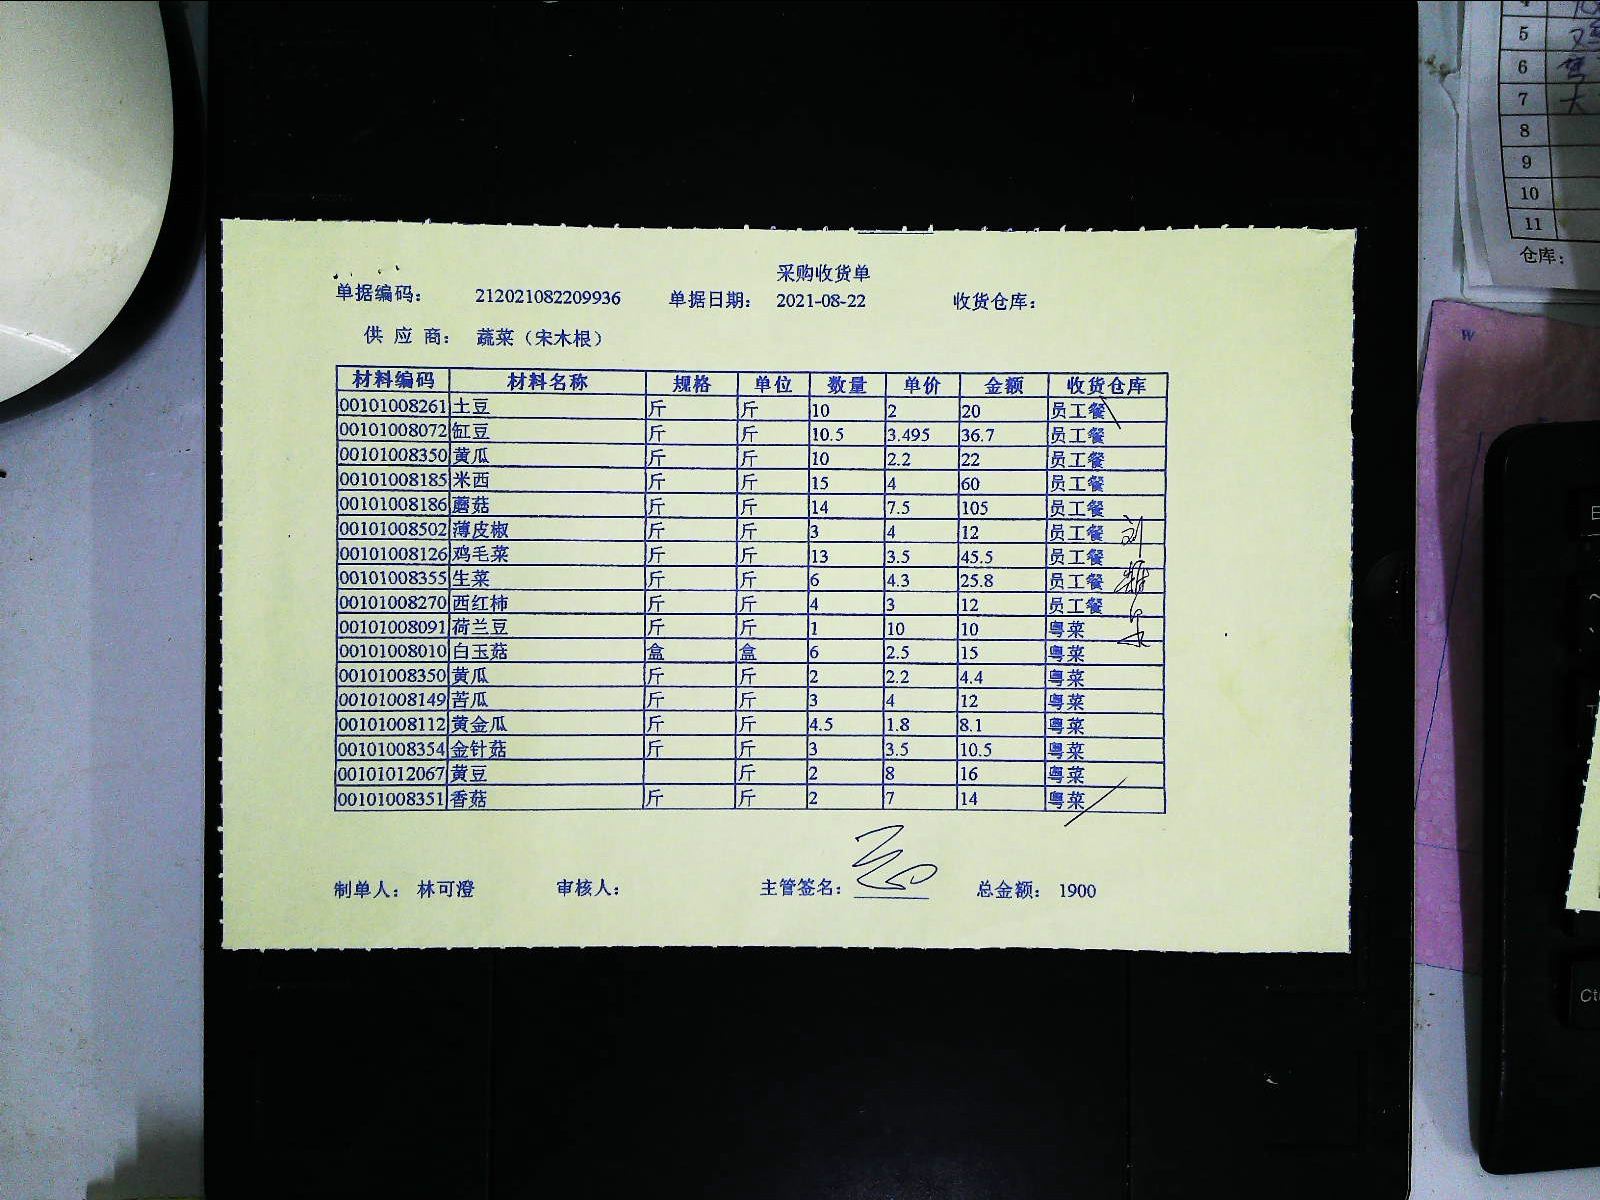 采购收货单
单据编码： 212021082209936 单据日期： 2021-08-22 收货仓库：
供 应 商： 蔬菜（宋木根）
材料编码 材料名称 规格 单位 数量 单价 金额 收货仓库
00101008261 土豆 斤 斤 10 2 20 员工餐
00101008072 缸豆 斤 斤 10.5 3.495 36.7 员工餐
00101008350 黄瓜 斤 斤 10 2.2 22 员工餐
00101008185 米西 斤 斤 15 4 60 员工餐
00101008186 蘑菇 斤 斤 14 7.5 105 员工餐
00101008502 薄皮椒 斤 斤 3 4 12 员工餐
00101008126 鸡毛菜 斤 斤 13 3.5 45.5 员工餐
00101008355 生菜 斤 斤 6 4.3 25.8 员工餐
00101008270 西红柿 斤 斤 4 3 12 员工餐
00101008091 荷兰豆 斤 斤 1 10 10 粤菜
00101008010 白玉菇 盒 盒 6 2.5 15 粤菜
00101008350 黄瓜 斤 斤 2 2.2 4.4 粤菜
00101008149 苦瓜 斤 斤 3 4 12 粤菜
00101008112 黄金瓜 斤 斤 4.5 1.8 8.1 粤菜
00101008354 金针菇 斤 斤 3 3.5 10.5 粤菜
00101012067 黄豆 斤 2 8 16 粤菜
00101008351 香菇 斤 斤 2 7 14 粤菜
制单人： 林可澄 审核人： 主管签名： 总金额： 1900
5
6
7
8
9
10
11
仓库：
W